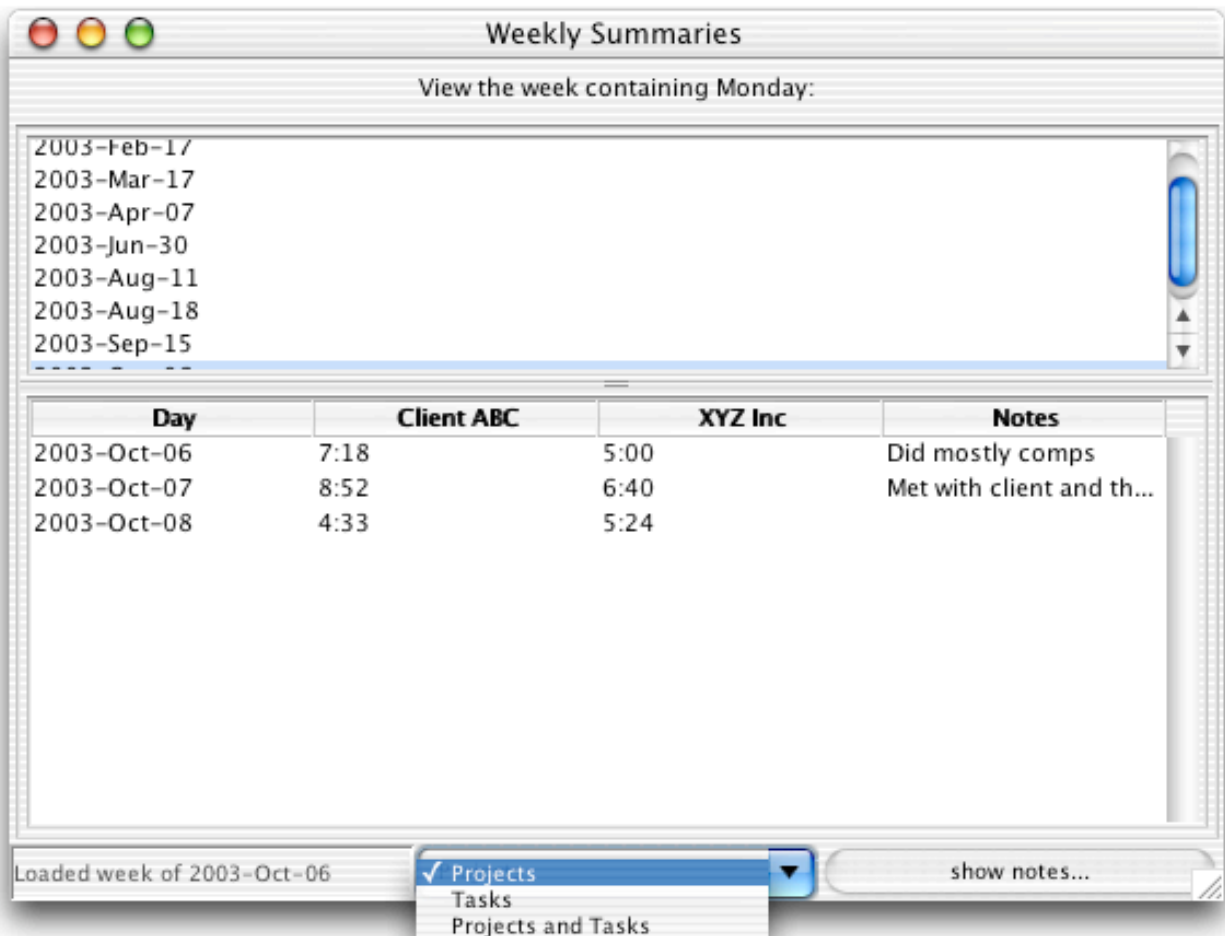 Weekly Summaries
View the week containing Monday:
2003-Feb-17
2003-Mar-17
2003-Apr-07
2003-Jun-30
2003-Aug-11
2003-Aug-18
2003-Sep-15
Day Client ABC XYZ Inc Notes
2003-Oct-06 7:18 5:00 Did mostly comps
2003-Oct-07 8:52 6:40 Met with client and th...
2003-Oct-08 4:33 5:24
Loaded week of 2003-Oct-06 ✓ Projects show notes...
Tasks
Projects and Tasks